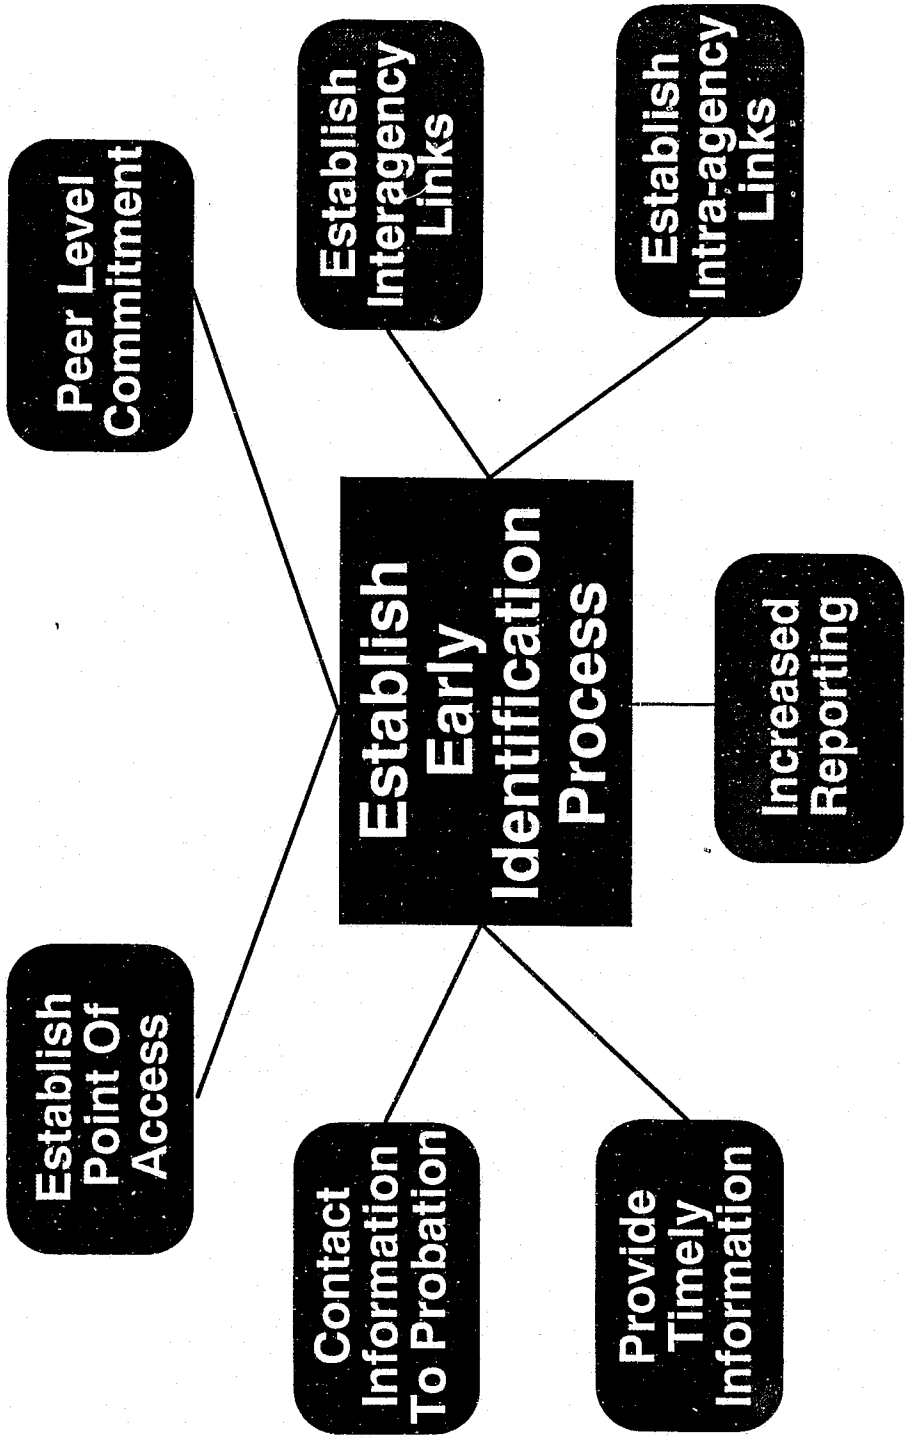 Establish
Point Of
Access
Peer Level
Commitment
Contact
Information
To Probation
Establish
Early
Identification
Process
Establish
Interagency
Links
Provide
Timely
Information
Increased
Reporting
Establish
Intra-agency
Links